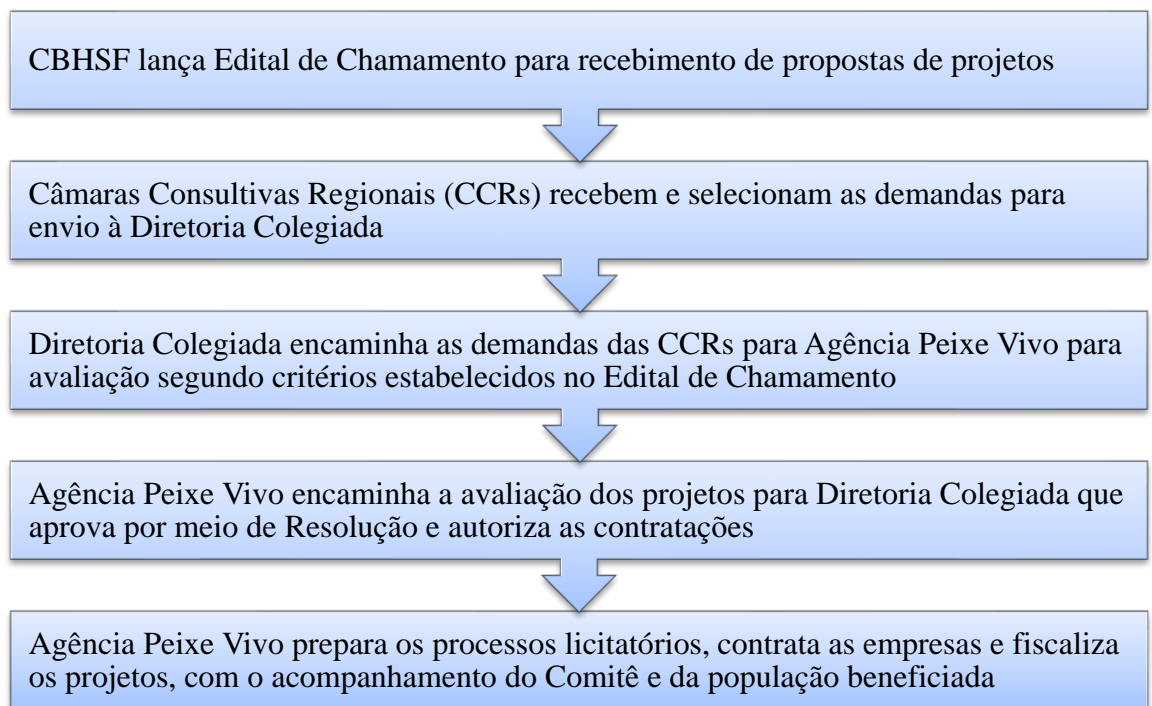 CBHSF lança Edital de Chamamento para recebimento de propostas de projetos
Câmaras Consultivas Regionais (CCRs) recebem e selecionam as demandas para
envio à Diretoria Colegiada
Diretoria Colegiada encaminha as demandas das CCRs para Agência Peixe Vivo para
avaliação segundo critérios estabelecidos no Edital de Chamamento
Agência Peixe Vivo encaminha a avaliação dos projetos para Diretoria Colegiada que
aprova por meio de Resolução e autoriza as contratações
Agência Peixe Vivo prepara os processos licitatórios, contrata as empresas e fiscaliza
os projetos, com o acompanhamento do Comitê e da população beneficiada